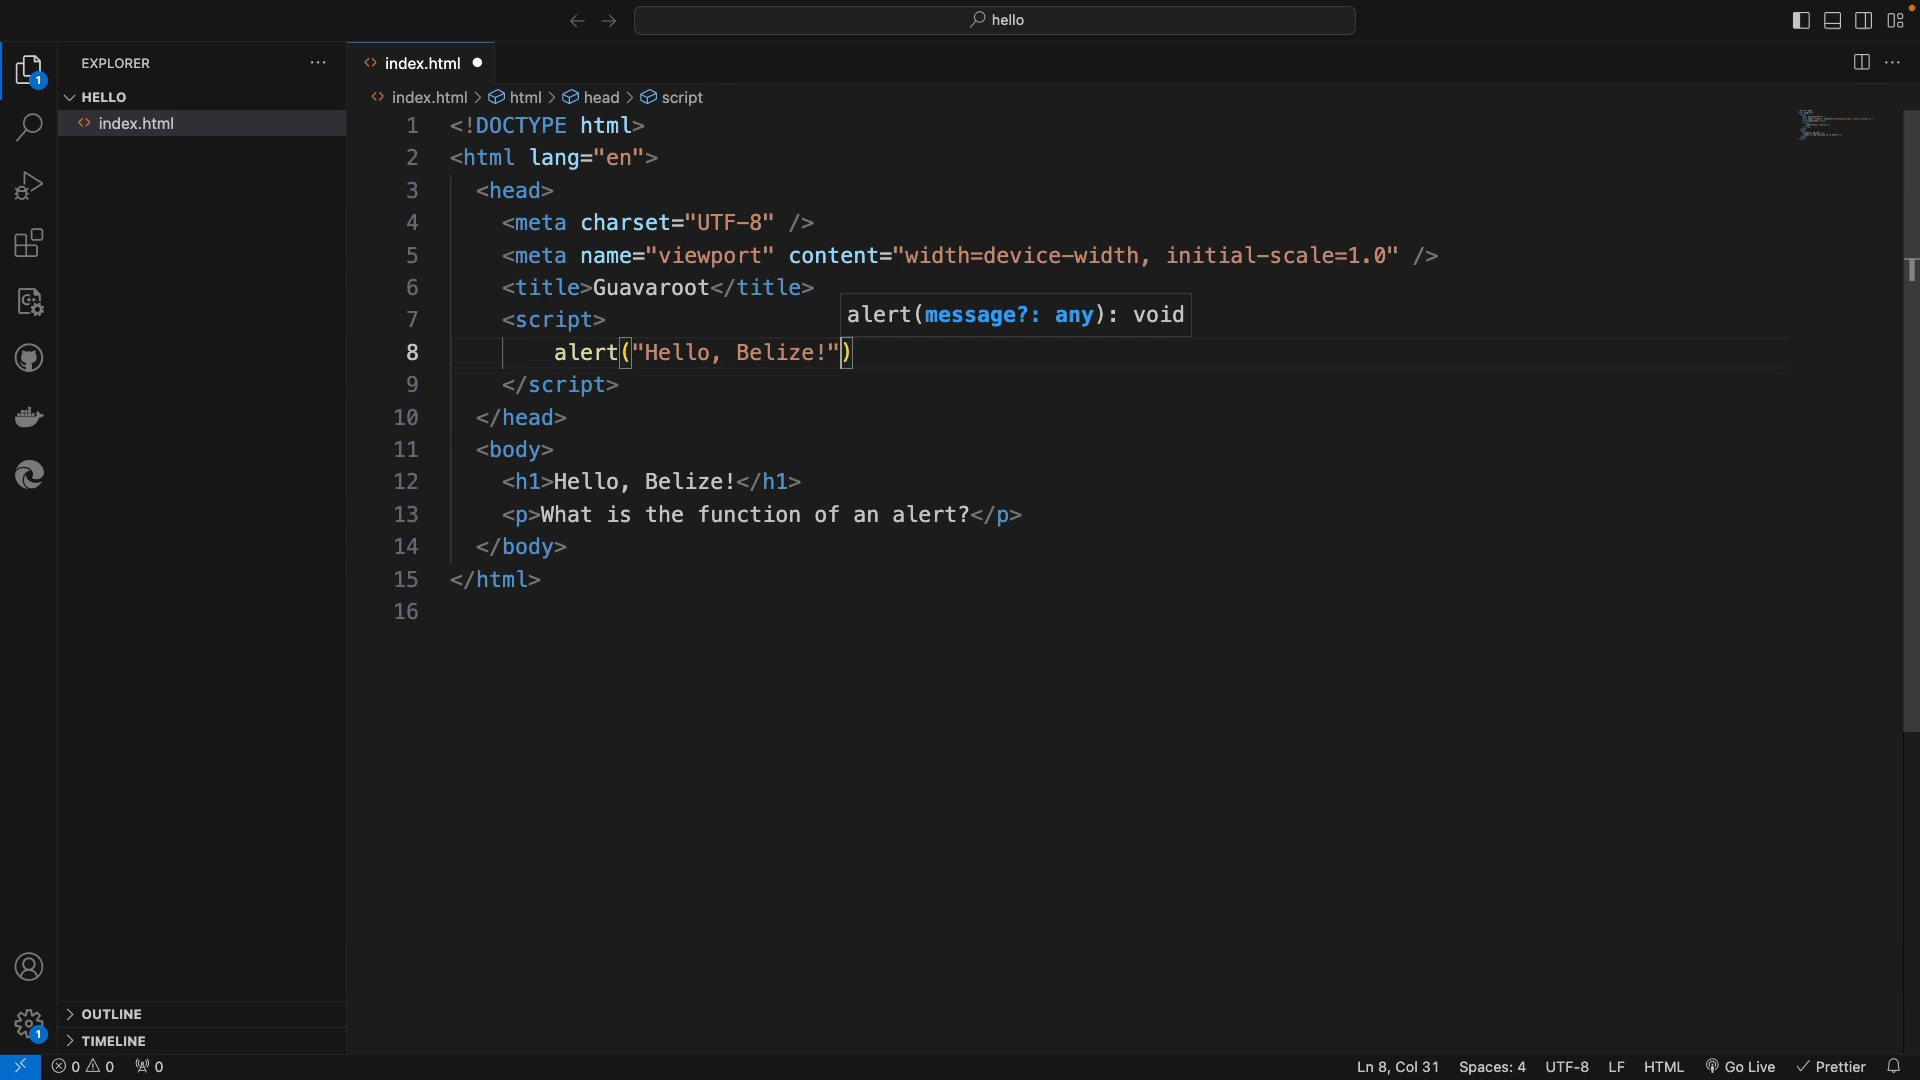 hello
EXPLORER
HELLO
index.html
1
index.html
index.html > html > head > script
1 <!DOCTYPE html>
2 <html lang="en">
3 <head>
4 <meta charset="UTF-8" />
5 <meta name="viewport" content="width=device-width, initial-scale=1.0" />
6 <title>Guavaroot</title>
7 <script>
alert(message?: any): void
8 alert("Hello, Belize!")
9 </script>
10 </head>
11 <body>
12 <h1>Hello, Belize!</h1>
13 <p>What is the function of an alert?</p>
14 </body>
15 </html>
16
OUTLINE
TIMELINE
1
0 0 0
Ln 8, Col 31 Spaces: 4 UTF-8 LF HTML Go Live Prettier